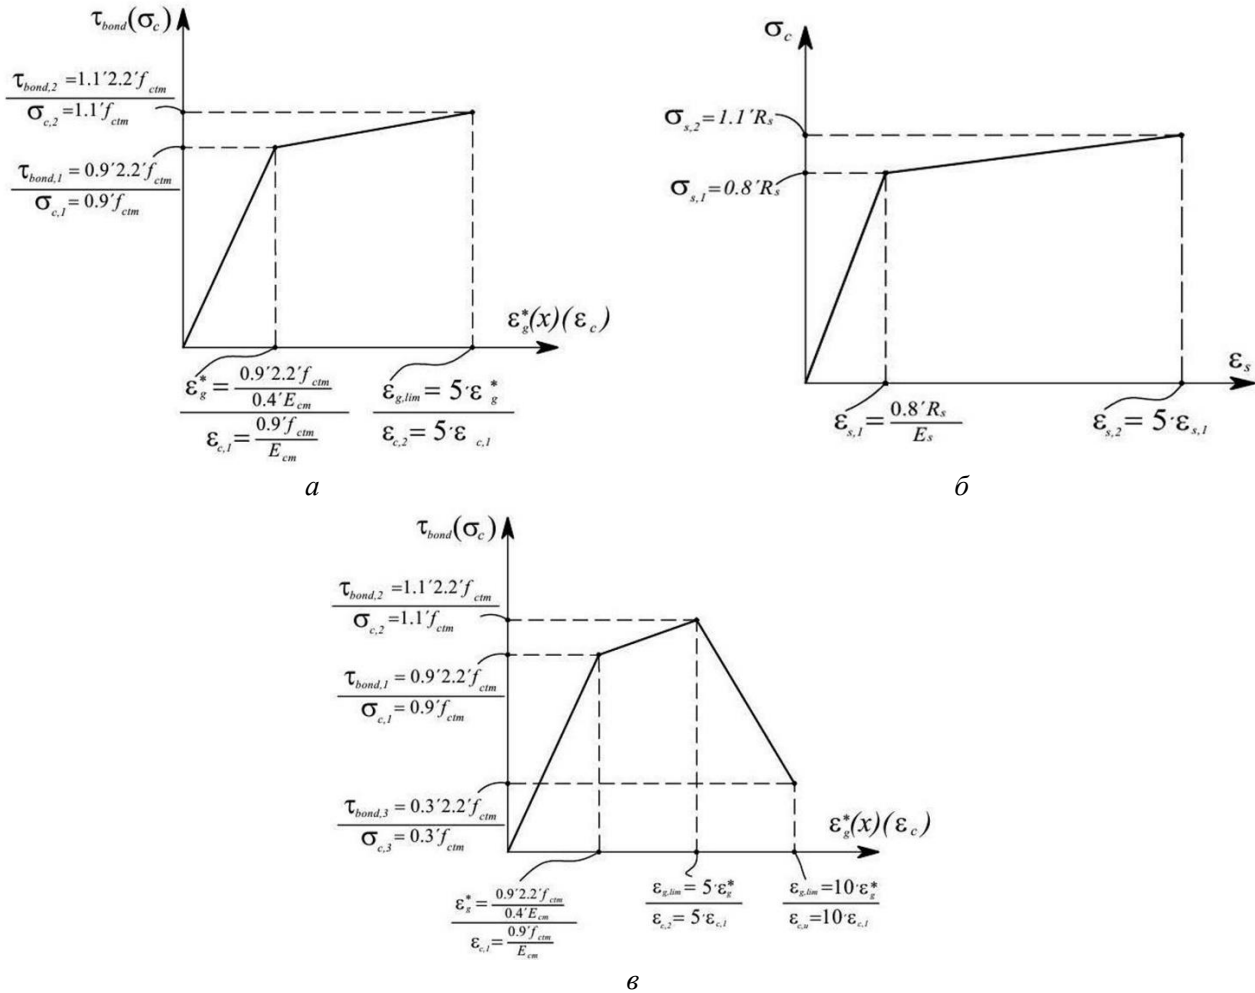 τbond(σc)
τbond,2 =1.1′2.2′fctm
σc,2=1.1′fctm
τbond,1 = 0.9′2.2′fctm
σc,1=0.9′fctm
ε*g(x)(εc)
ε*g = 0.9′2.2′fctm
0.4′Ecm
εc,1= 0.9′fctm
Ecm
εg,lim = 5·ε*g
εc,2 = 5·εc,1
а
σc
σs,2=1.1′Rs
σs,1=0.8′Rs
εs
εs,1= 0.8′Rs
Es
εs,2= 5·εs,1
б
τbond(σc)
τbond,2 =1.1′2.2′fctm
σc,2=1.1′fctm
τbond,1 = 0.9′2.2′fctm
σc,1=0.9′fctm
τbond,3 = 0.3′2.2′fctm
σc,3=0.3′fctm
ε*g(x)(εc)
ε*g = 0.9′2.2′fctm
0.4′Ecm
εc,1= 0.9′fctm
Ecm
εg,lim = 5·ε*g
εc,2 = 5·εc,1
εg,lim =10·ε*g
εc,u =10·εc,1
в